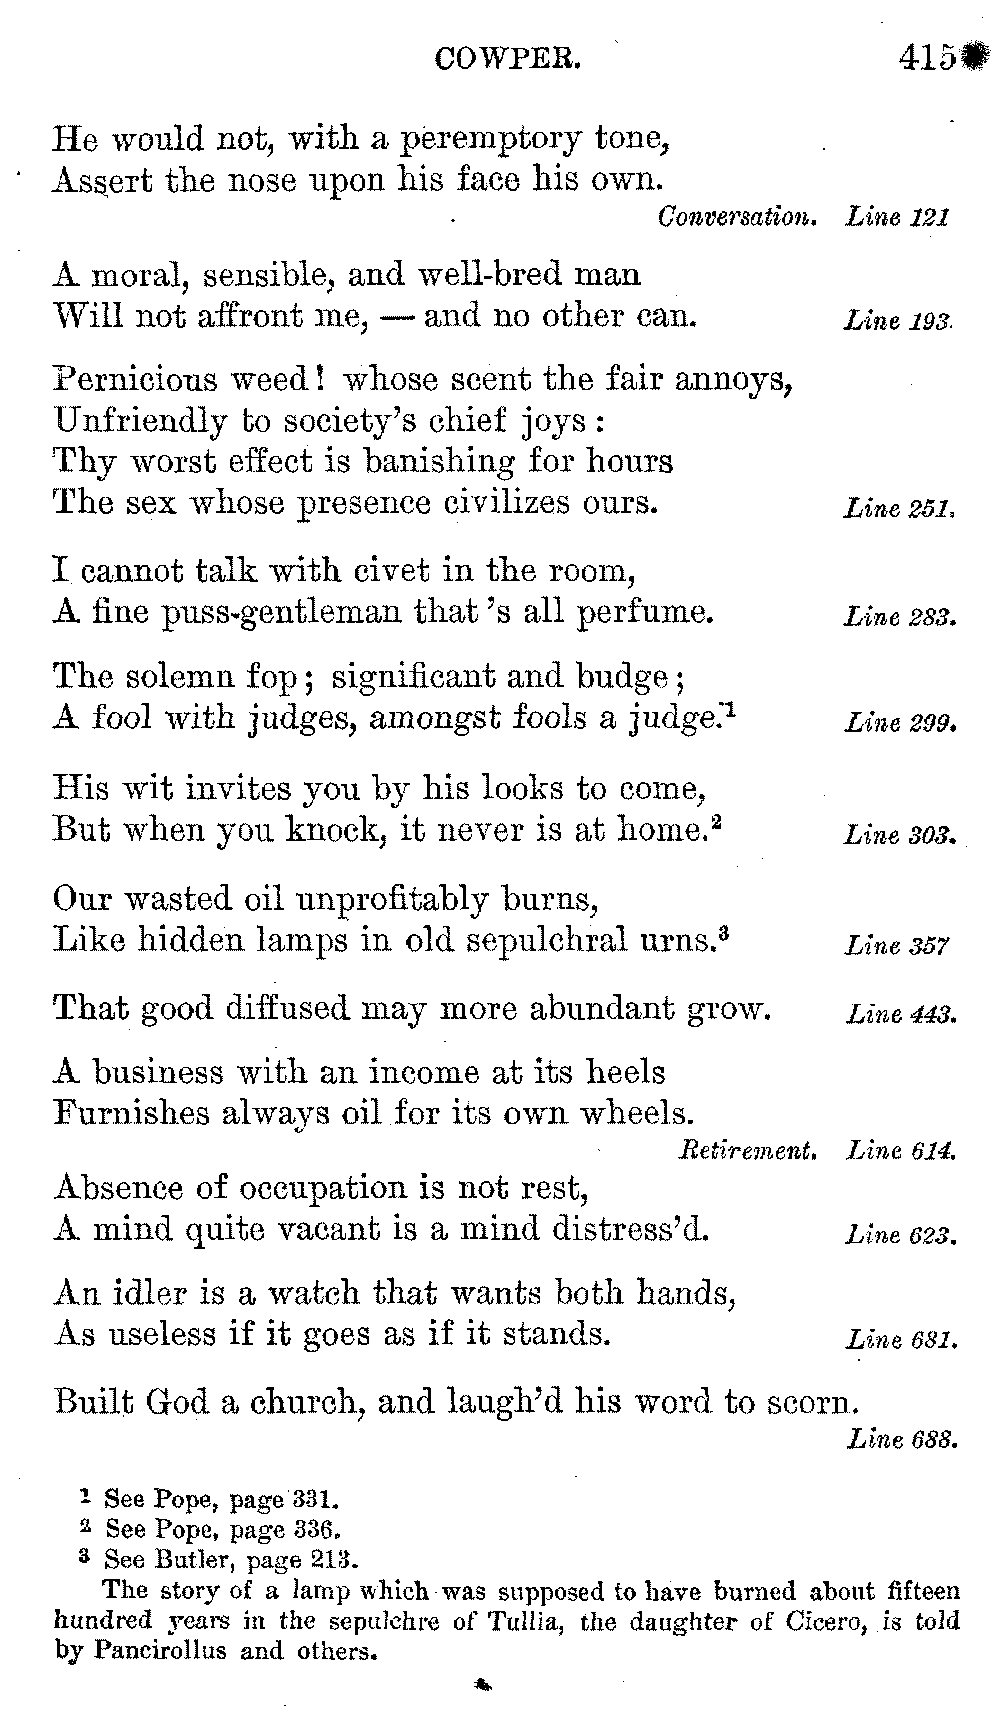 COWPER. 415
He would not, with a peremptory tone,
Assert the nose upon his face his own.
Conversation. Line 121
A moral, sensible, and well-bred man
Will not affront me, — and no other can. Line 193.
Pernicious weed! whose scent the fair annoys,
Unfriendly to society's chief joys:
Thy worst effect is banishing for hours
The sex whose presence civilizes ours. Line 251.
I cannot talk with civet in the room,
A fine puss-gentleman that 's all perfume. Line 283.
The solemn fop; significant and budge;
A fool with judges, amongst fools a judge.¹ Line 299.
His wit invites you by his looks to come,
But when you knock, it never is at home.² Line 303.
Our wasted oil unprofitably burns,
Like hidden lamps in old sepulchral urns.³ Line 357
That good diffused may more abundant grow. Line 443.
A business with an income at its heels
Furnishes always oil for its own wheels.
Retirement. Line 614.
Absence of occupation is not rest,
A mind quite vacant is a mind distress'd. Line 623.
An idler is a watch that wants both hands,
As useless if it goes as if it stands. Line 681.
Built God a church, and laugh'd his word to scorn.
Line 688.
¹ See Pope, page 331.
² See Pope, page 336.
³ See Butler, page 213.
The story of a lamp which was supposed to have burned about fifteen
hundred years in the sepulchre of Tullia, the daughter of Cicero, is told
by Pancirollus and others.